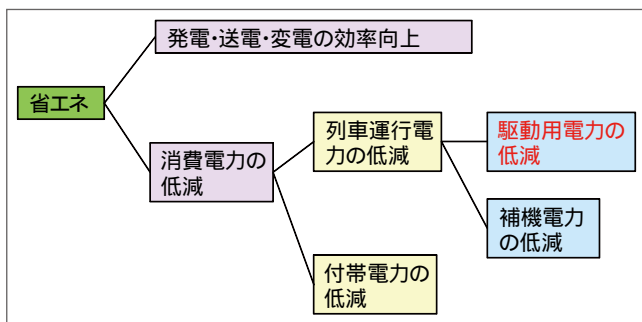 発電・送電・変電の効率向上
省エネ
消費電力の
低減
列車運行電
力の低減
駆動用電力の
低減
補機電力
の低減
付帯電力の
低減